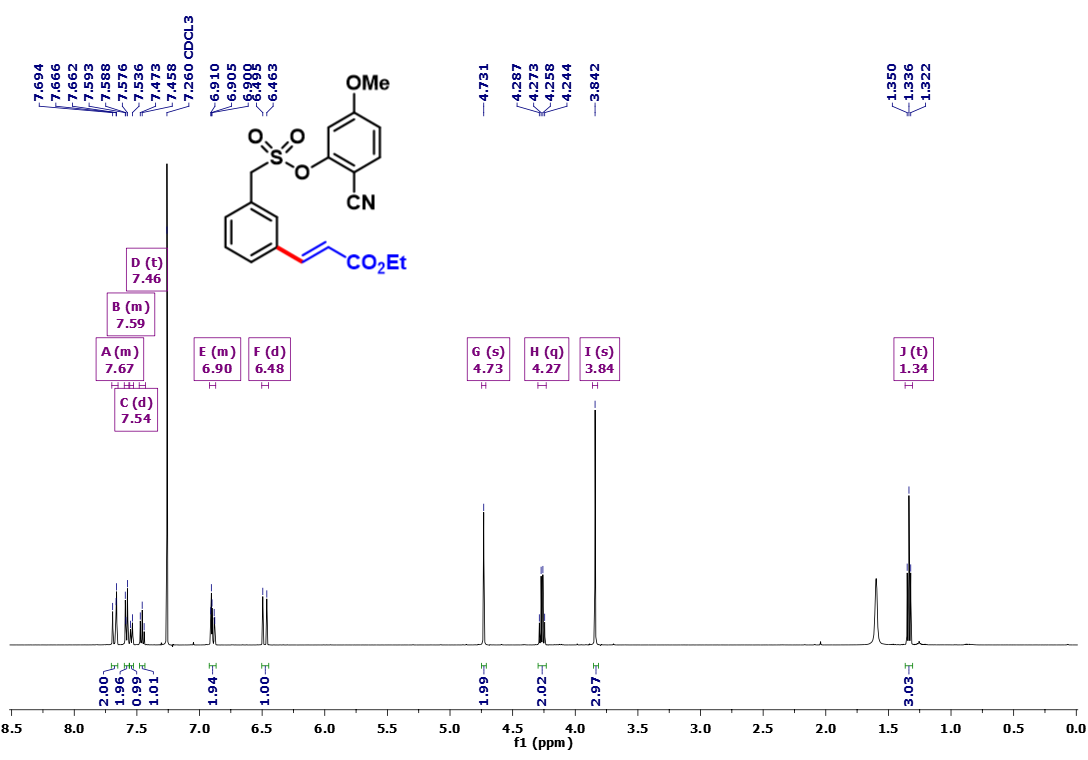 7.694
7.666
7.662
7.593
7.588
7.576
7.536
7.473
7.458
7.260 CDCL3
6.910
6.905
6.900
6.495
6.463
4.731
4.287
4.273
4.258
4.244
3.842
1.350
1.336
1.322
OMe
O O
S
O
CN
CO2Et
D (t)
7.46
B (m)
7.59
A (m)
7.67
C (d)
7.54
E (m)
6.90
F (d)
6.48
G (s)
4.73
H (q)
4.27
I (s)
3.84
J (t)
1.34
2.00
1.96
0.99
1.01
1.94
1.00
1.99
2.02
2.97
3.03
8.5 8.0 7.5 7.0 6.5 6.0 5.5 5.0 4.5 4.0 3.5 3.0 2.5 2.0 1.5 1.0 0.5 0.0
f1 (ppm)